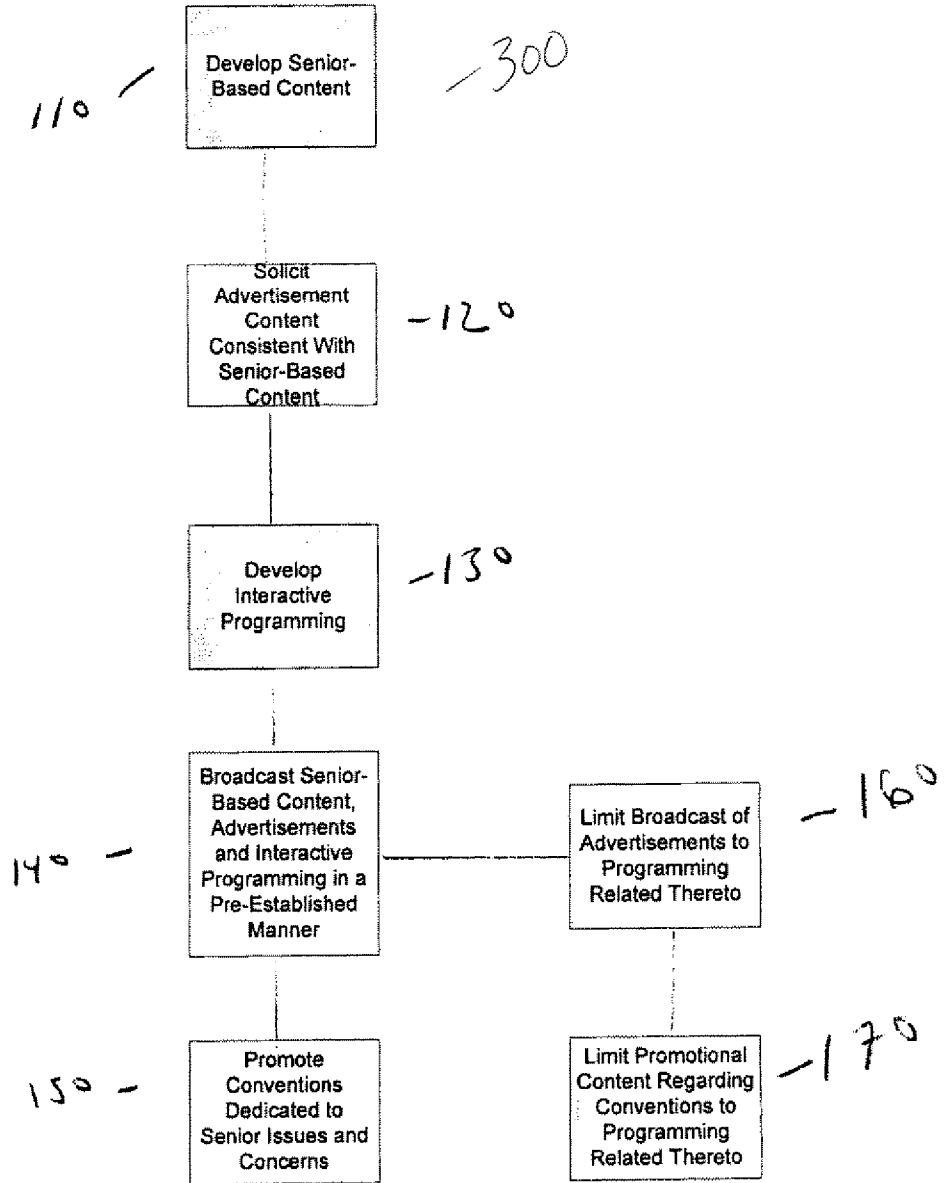 Develop Senior-
Based Content
110
-300
Solicit
Advertisement
Content
Consistent With
Senior-Based
Content
-120
Develop
Interactive
Programming
-130
Broadcast Senior-
Based Content,
Advertisements
and Interactive
Programming in a
Pre-Established
Manner
140 -
Limit Broadcast of
Advertisements to
Programming
Related Thereto
-160
Promote
Conventions
Dedicated to
Senior Issues and
Concerns
150 -
Limit Promotional
Content Regarding
Conventions to
Programming
Related Thereto
-170